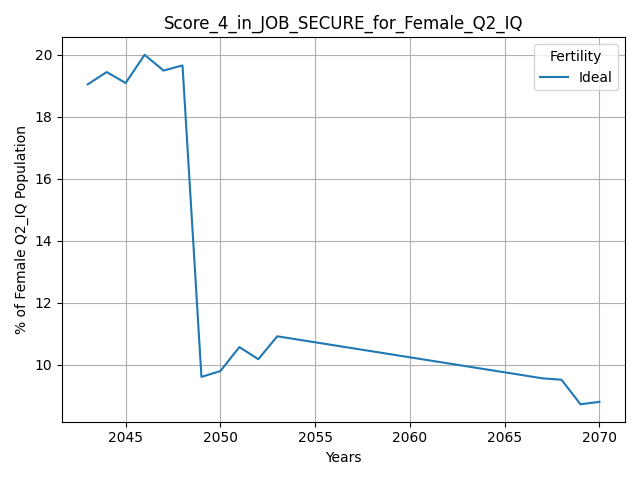 Score_4_in_JOB_SECURE_for_Female_Q2_IQ
Fertility
Ideal
% of Female Q2_IQ Population
20
18
16
14
12
10
2045 2050 2055 2060 2065 2070
Years